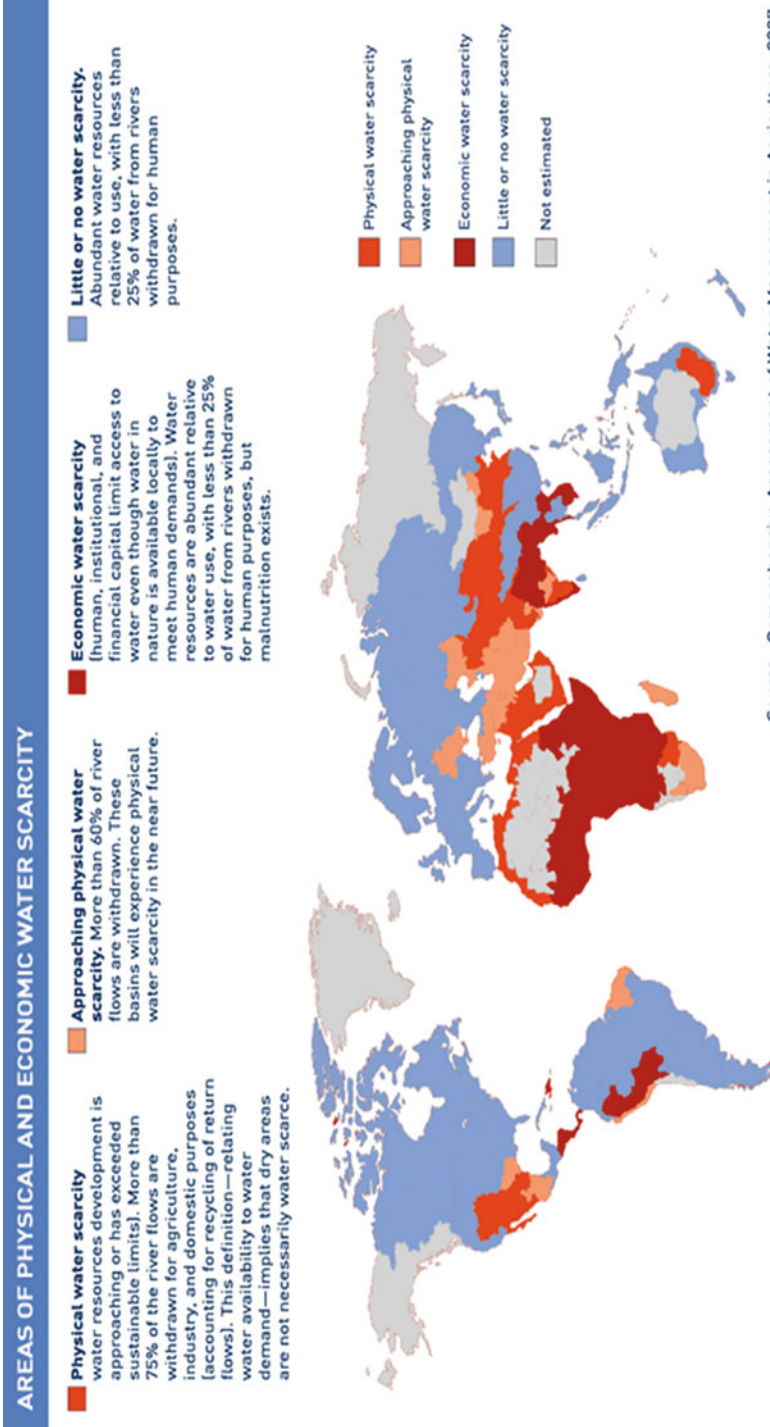 AREAS OF PHYSICAL AND ECONOMIC WATER SCARCITY
Physical water scarcity
water resources development is
approaching or has exceeded
sustainable limits). More than
75% of the river flows are
withdrawn for agriculture,
industry, and domestic purposes
(accounting for recycling of return
flows). This definition—relating
water availability to water
demand—implies that dry areas
are not necessarily water scarce.
Approaching physical water
scarcity. More than 60% of river
flows are withdrawn. These
basins will experience physical
water scarcity in the near future.
Economic water scarcity
(human, institutional, and
financial capital limit access to
water even though water in
nature is available locally to
meet human demands). Water
resources are abundant relative
to water use, with less than 25%
of water from rivers withdrawn
for human purposes, but
malnutrition exists.
Little or no water scarcity.
Abundant water resources
relative to use, with less than
25% of water from rivers
withdrawn for human
purposes.
Physical water scarcity
Approaching physical
water scarcity
Economic water scarcity
Little or no water scarcity
Not estimated